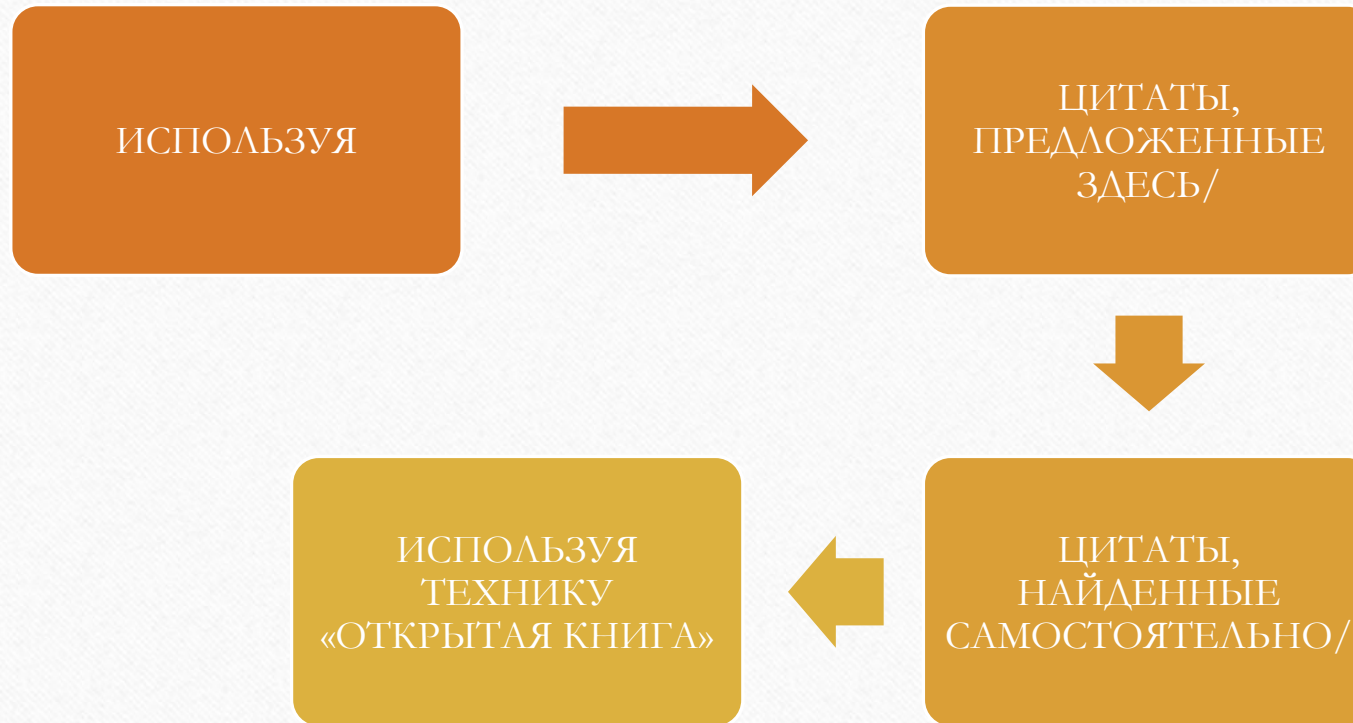 ИСПОЛЬЗУЯ
ЦИТАТЫ,
ПРЕДЛОЖЕННЫЕ
ЗДЕСЬ/
ЦИТАТЫ,
НАЙДЕННЫЕ
САМОСТОЯТЕЛЬНО/
ИСПОЛЬЗУЯ
ТЕХНИКУ
«ОТКРЫТАЯ КНИГА»